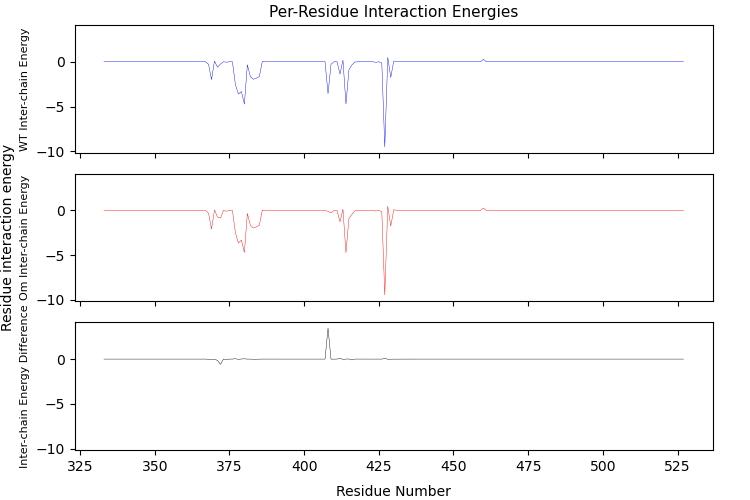 Per-Residue Interaction Energies
WT Inter-chain Energy
0
−5
−10
Residue interaction energy
Om Inter-chain Energy
0
−5
−10
Inter-chain Energy Difference
0
−5
−10
325 350 375 400 425 450 475 500 525
Residue Number